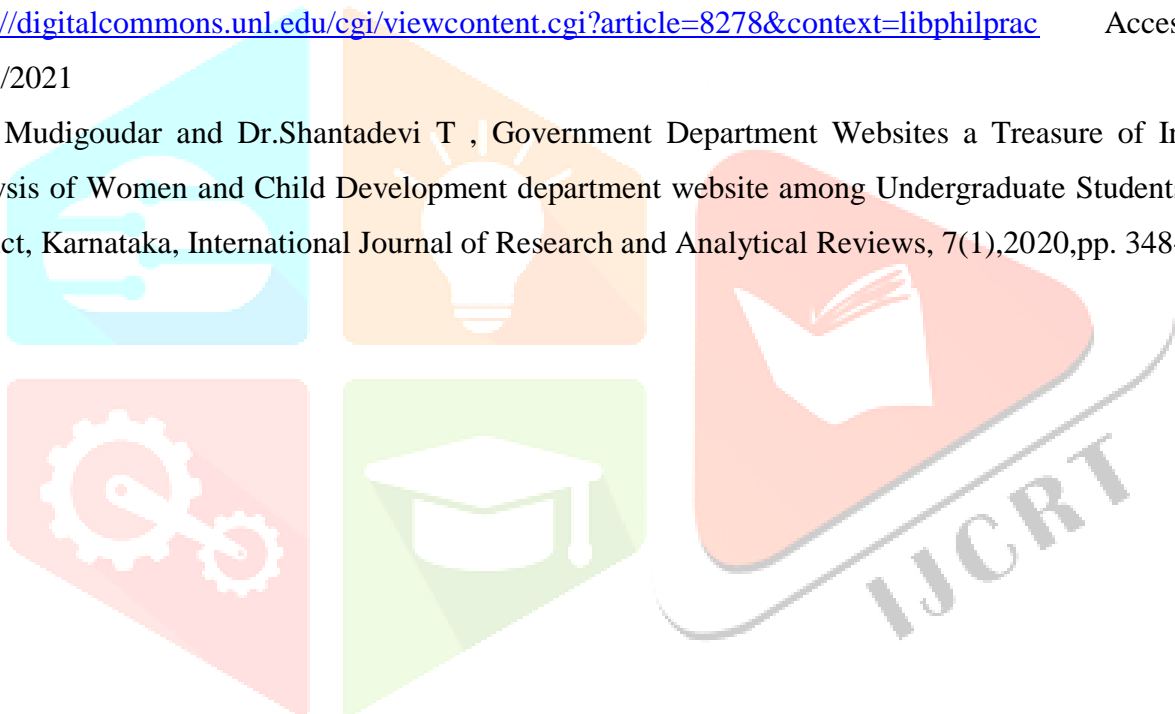 //digitalcommons.unl.edu/cgi/viewcontent.cgi?article=8278&context=libphilprac Acces
/2021
Mudigoudar and Dr.Shantadevi T , Government Department Websites a Treasure of In
ysis of Women and Child Development department website among Undergraduate Student
ct, Karnataka, International Journal of Research and Analytical Reviews, 7(1),2020,pp. 348-
IJCRT